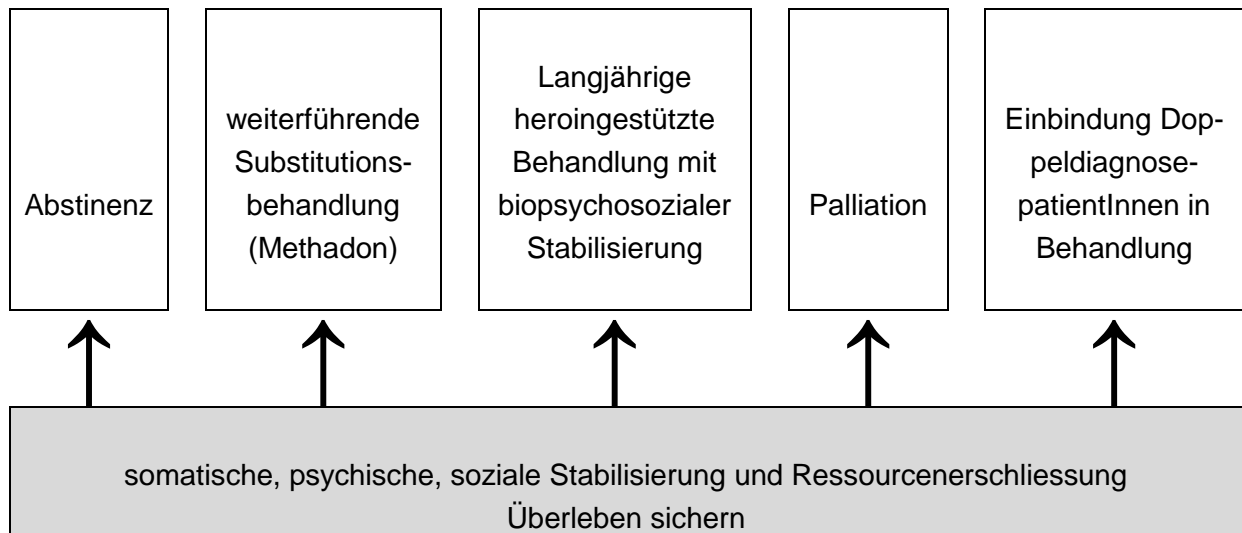 Abstinenz
weiterführende
Substitutions-
behandlung
(Methadon)
Langjährige
heroingestützte
Behandlung mit
biopsychosozialer
Stabilisierung
Palliation
Einbindung Dop-
peldiagnose-
patientInnen in
Behandlung
somatische, psychische, soziale Stabilisierung und Ressourcenerschliessung
Überleben sichern